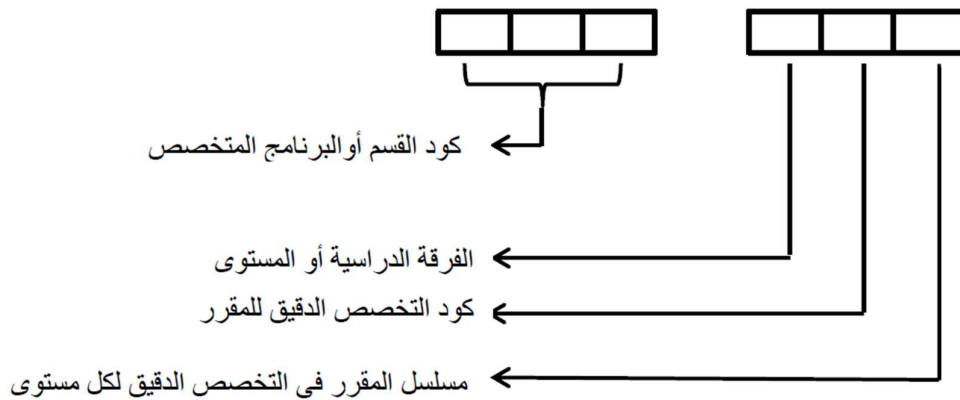 كود القسم أوالبرنامج المتخصص
الفرقة الدراسية أو المستوى
كود التخصص الدقيق للمقرر
مسلسل المقرر فى التخصص الدقيق لكل مستوى